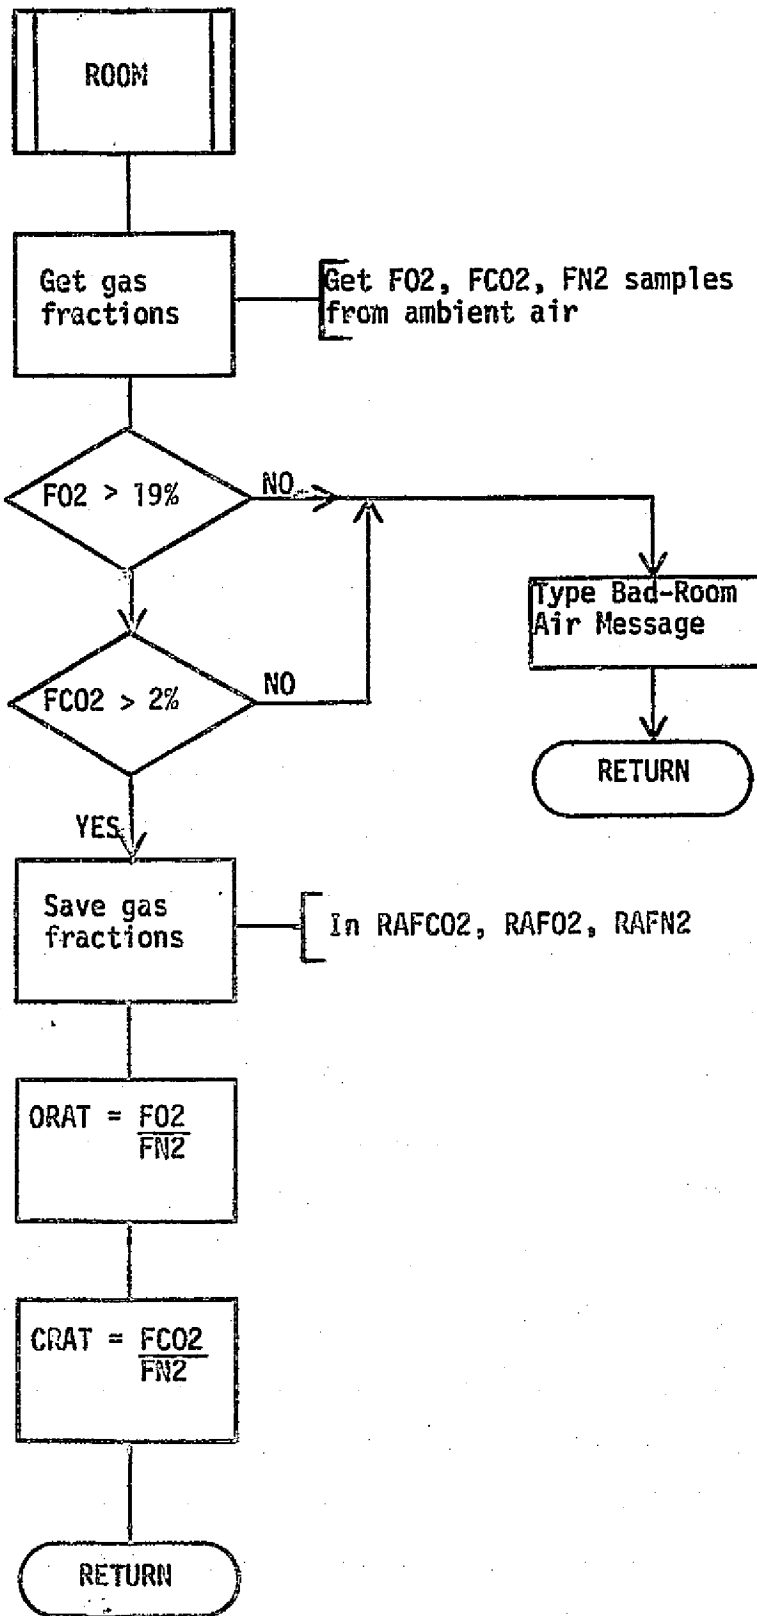 ROOM
Get gas
fractions
Get FO2, FCO2, FN2 samples
from ambient air
FO2 > 19%
NO
Type Bad-Room
Air Message
FCO2 > 2%
NO
RETURN
YES
Save gas
fractions
In RAFCO2, RAFO2, RAFN2
ORAT = FO2
FN2
CRAT = FCO2
FN2
RETURN